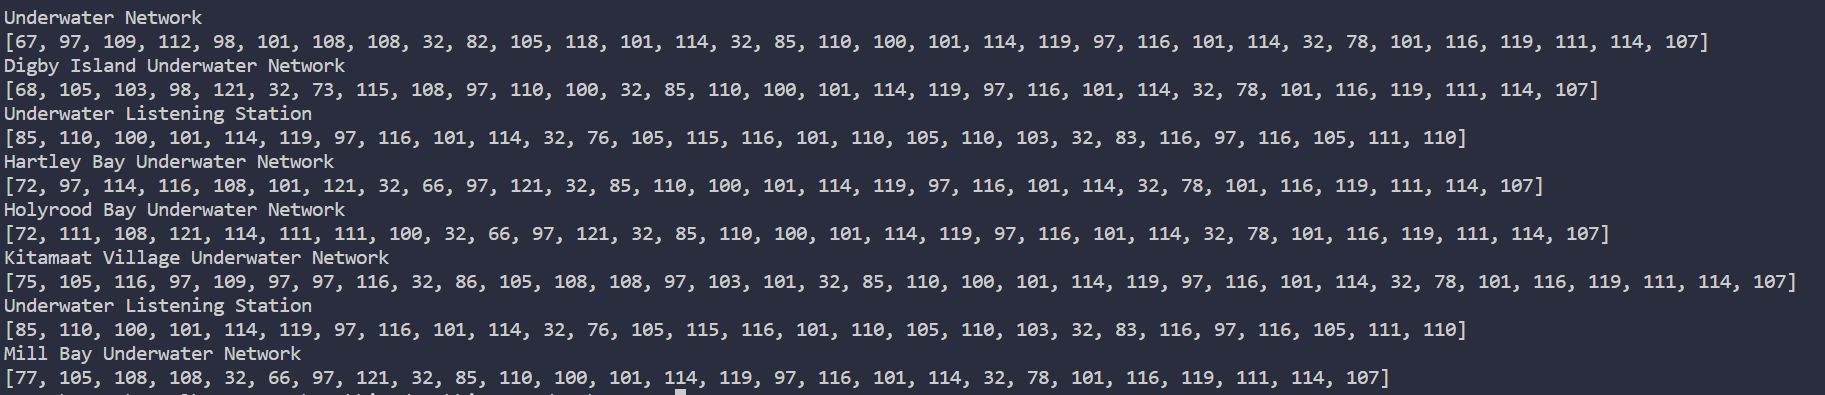 Underwater Network
[67, 97, 109, 112, 98, 101, 108, 108, 32, 82, 105, 118, 101, 114, 32, 85, 110, 100, 101, 114, 119, 97, 116, 101, 114, 32, 78, 101, 116, 119, 111, 114, 107]
Digby Island Underwater Network
[68, 105, 103, 98, 121, 32, 73, 115, 108, 97, 110, 100, 32, 85, 110, 100, 101, 114, 119, 97, 116, 101, 114, 32, 78, 101, 116, 119, 111, 114, 107]
Underwater Listening Station
[85, 110, 100, 101, 114, 119, 97, 116, 101, 114, 32, 76, 105, 115, 116, 101, 110, 105, 110, 103, 32, 83, 116, 97, 116, 105, 111, 110]
Hartley Bay Underwater Network
[72, 97, 114, 116, 108, 101, 121, 32, 66, 97, 121, 32, 85, 110, 100, 101, 114, 119, 97, 116, 101, 114, 32, 78, 101, 116, 119, 111, 114, 107]
Holyrood Bay Underwater Network
[72, 111, 108, 121, 114, 111, 111, 100, 32, 66, 97, 121, 32, 85, 110, 100, 101, 114, 119, 97, 116, 101, 114, 32, 78, 101, 116, 119, 111, 114, 107]
Kitamaat Village Underwater Network
[75, 105, 116, 97, 109, 97, 97, 116, 32, 86, 105, 108, 108, 97, 103, 101, 32, 85, 110, 100, 101, 114, 119, 97, 116, 101, 114, 32, 78, 101, 116, 119, 111, 114, 107]
Underwater Listening Station
[85, 110, 100, 101, 114, 119, 97, 116, 101, 114, 32, 76, 105, 115, 116, 101, 110, 105, 110, 103, 32, 83, 116, 97, 116, 105, 111, 110]
Mill Bay Underwater Network
[77, 105, 108, 108, 32, 66, 97, 121, 32, 85, 110, 100, 101, 114, 119, 97, 116, 101, 114, 32, 78, 101, 116, 119, 111, 114, 107]